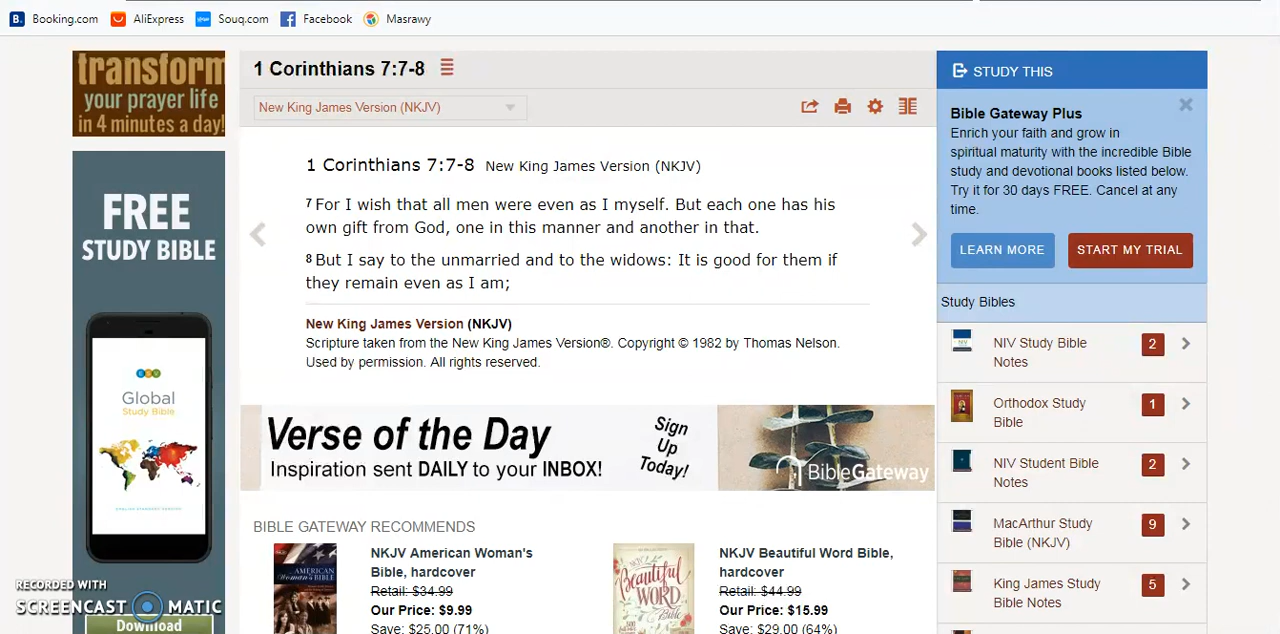 Booking.com AliExpress Souq.com Facebook Masrawy
transform
your prayer life
in 4 minutes a day!
FREE
STUDY BIBLE
Global
Study Bible
RECORDED WITH
SCREENCAST MATIC
Download
1 Corinthians 7:7-8
New King James Version (NKJV)
1 Corinthians 7:7-8 New King James Version (NKJV)
7 For I wish that all men were even as I myself. But each one has his
own gift from God, one in this manner and another in that.
8 But I say to the unmarried and to the widows: It is good for them if
they remain even as I am;
New King James Version (NKJV)
Scripture taken from the New King James Version®. Copyright © 1982 by Thomas Nelson.
Used by permission. All rights reserved.
Verse of the Day
Inspiration sent DAILY to your INBOX!
Sign
Up
Today!
BibleGateway
BIBLE GATEWAY RECOMMENDS
NKJV American Woman's
Bible, hardcover
Retail: $34.99
Our Price: $9.99
Save: $25.00 (71%)
AMERICAN
Woman's
BIBLE
NKJV Beautiful Word Bible,
hardcover
Retail: $44.99
Our Price: $15.99
Save: $29.00 (64%)
Beautiful
WORD
STUDY THIS
Bible Gateway Plus
Enrich your faith and grow in
spiritual maturity with the incredible Bible
study and devotional books listed below.
Try it for 30 days FREE. Cancel at any
time.
LEARN MORE START MY TRIAL
Study Bibles
NIV Study Bible
Notes
2
Orthodox Study
Bible
1
NIV Student Bible
Notes
2
MacArthur Study
Bible (NKJV)
9
King James Study
Bible Notes
5